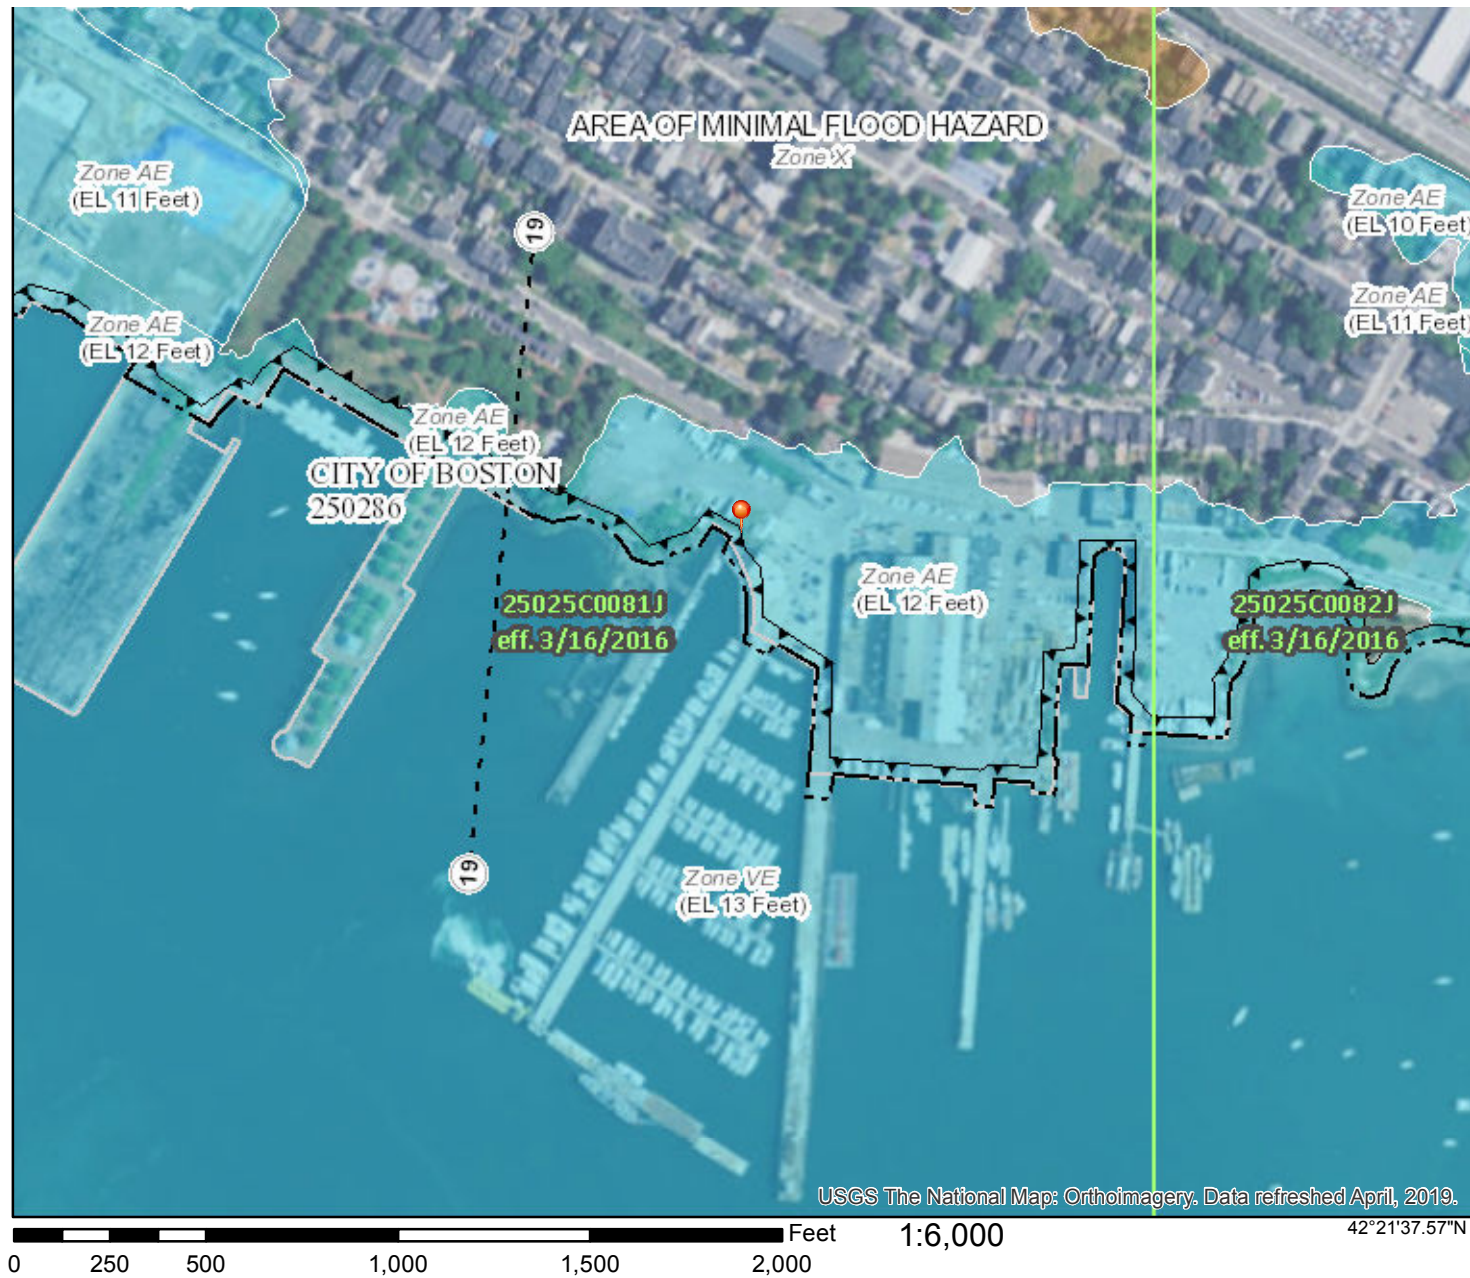 AREA OF MINIMAL FLOOD HAZARD
Zone X
Zone AE
(EL 11 Feet)
Zone AE
(EL 10 Feet)
19
Zone AE
(EL 11 Feet)
Zone AE
(EL 12 Feet)
Zone AE
(EL 12 Feet)
CITY OF BOSTON
250286
Zone AE
(EL 12 Feet)
25025C0081J
eff. 3/16/2016
25025C0082J
eff. 3/16/2016
19
Zone VE
(EL 13 Feet)
USGS The National Map: Orthoimagery. Data refreshed April, 2019.
Feet
1:6,000
42°21'37.57"N
0 250 500 1,000 1,500 2,000